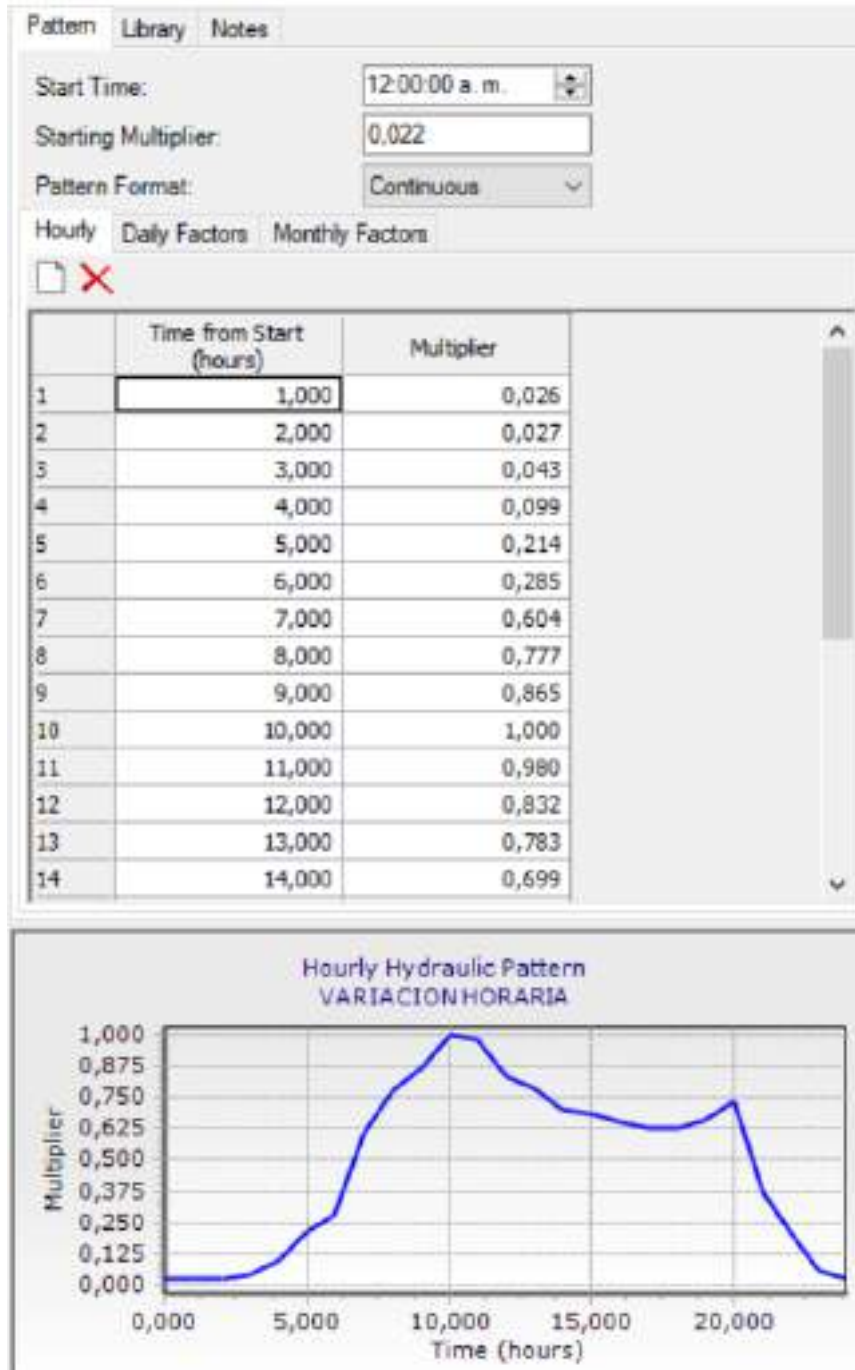 Pattern Library Notes
Start Time: 12:00:00 a. m.
Starting Multiplier: 0,022
Pattern Format: Continuous
Hourly Daily Factors Monthly Factors
Time from Start (hours) Multiplier
1 1,000 0,026
2 2,000 0,027
3 3,000 0,043
4 4,000 0,099
5 5,000 0,214
6 6,000 0,285
7 7,000 0,604
8 8,000 0,777
9 9,000 0,865
10 10,000 1,000
11 11,000 0,980
12 12,000 0,832
13 13,000 0,783
14 14,000 0,699
Hourly Hydraulic Pattern
VARIACION HORARIA
Multiplier
1,000
0,875
0,750
0,625
0,500
0,375
0,250
0,125
0,000
0,000 5,000 10,000 15,000 20,000
Time (hours)